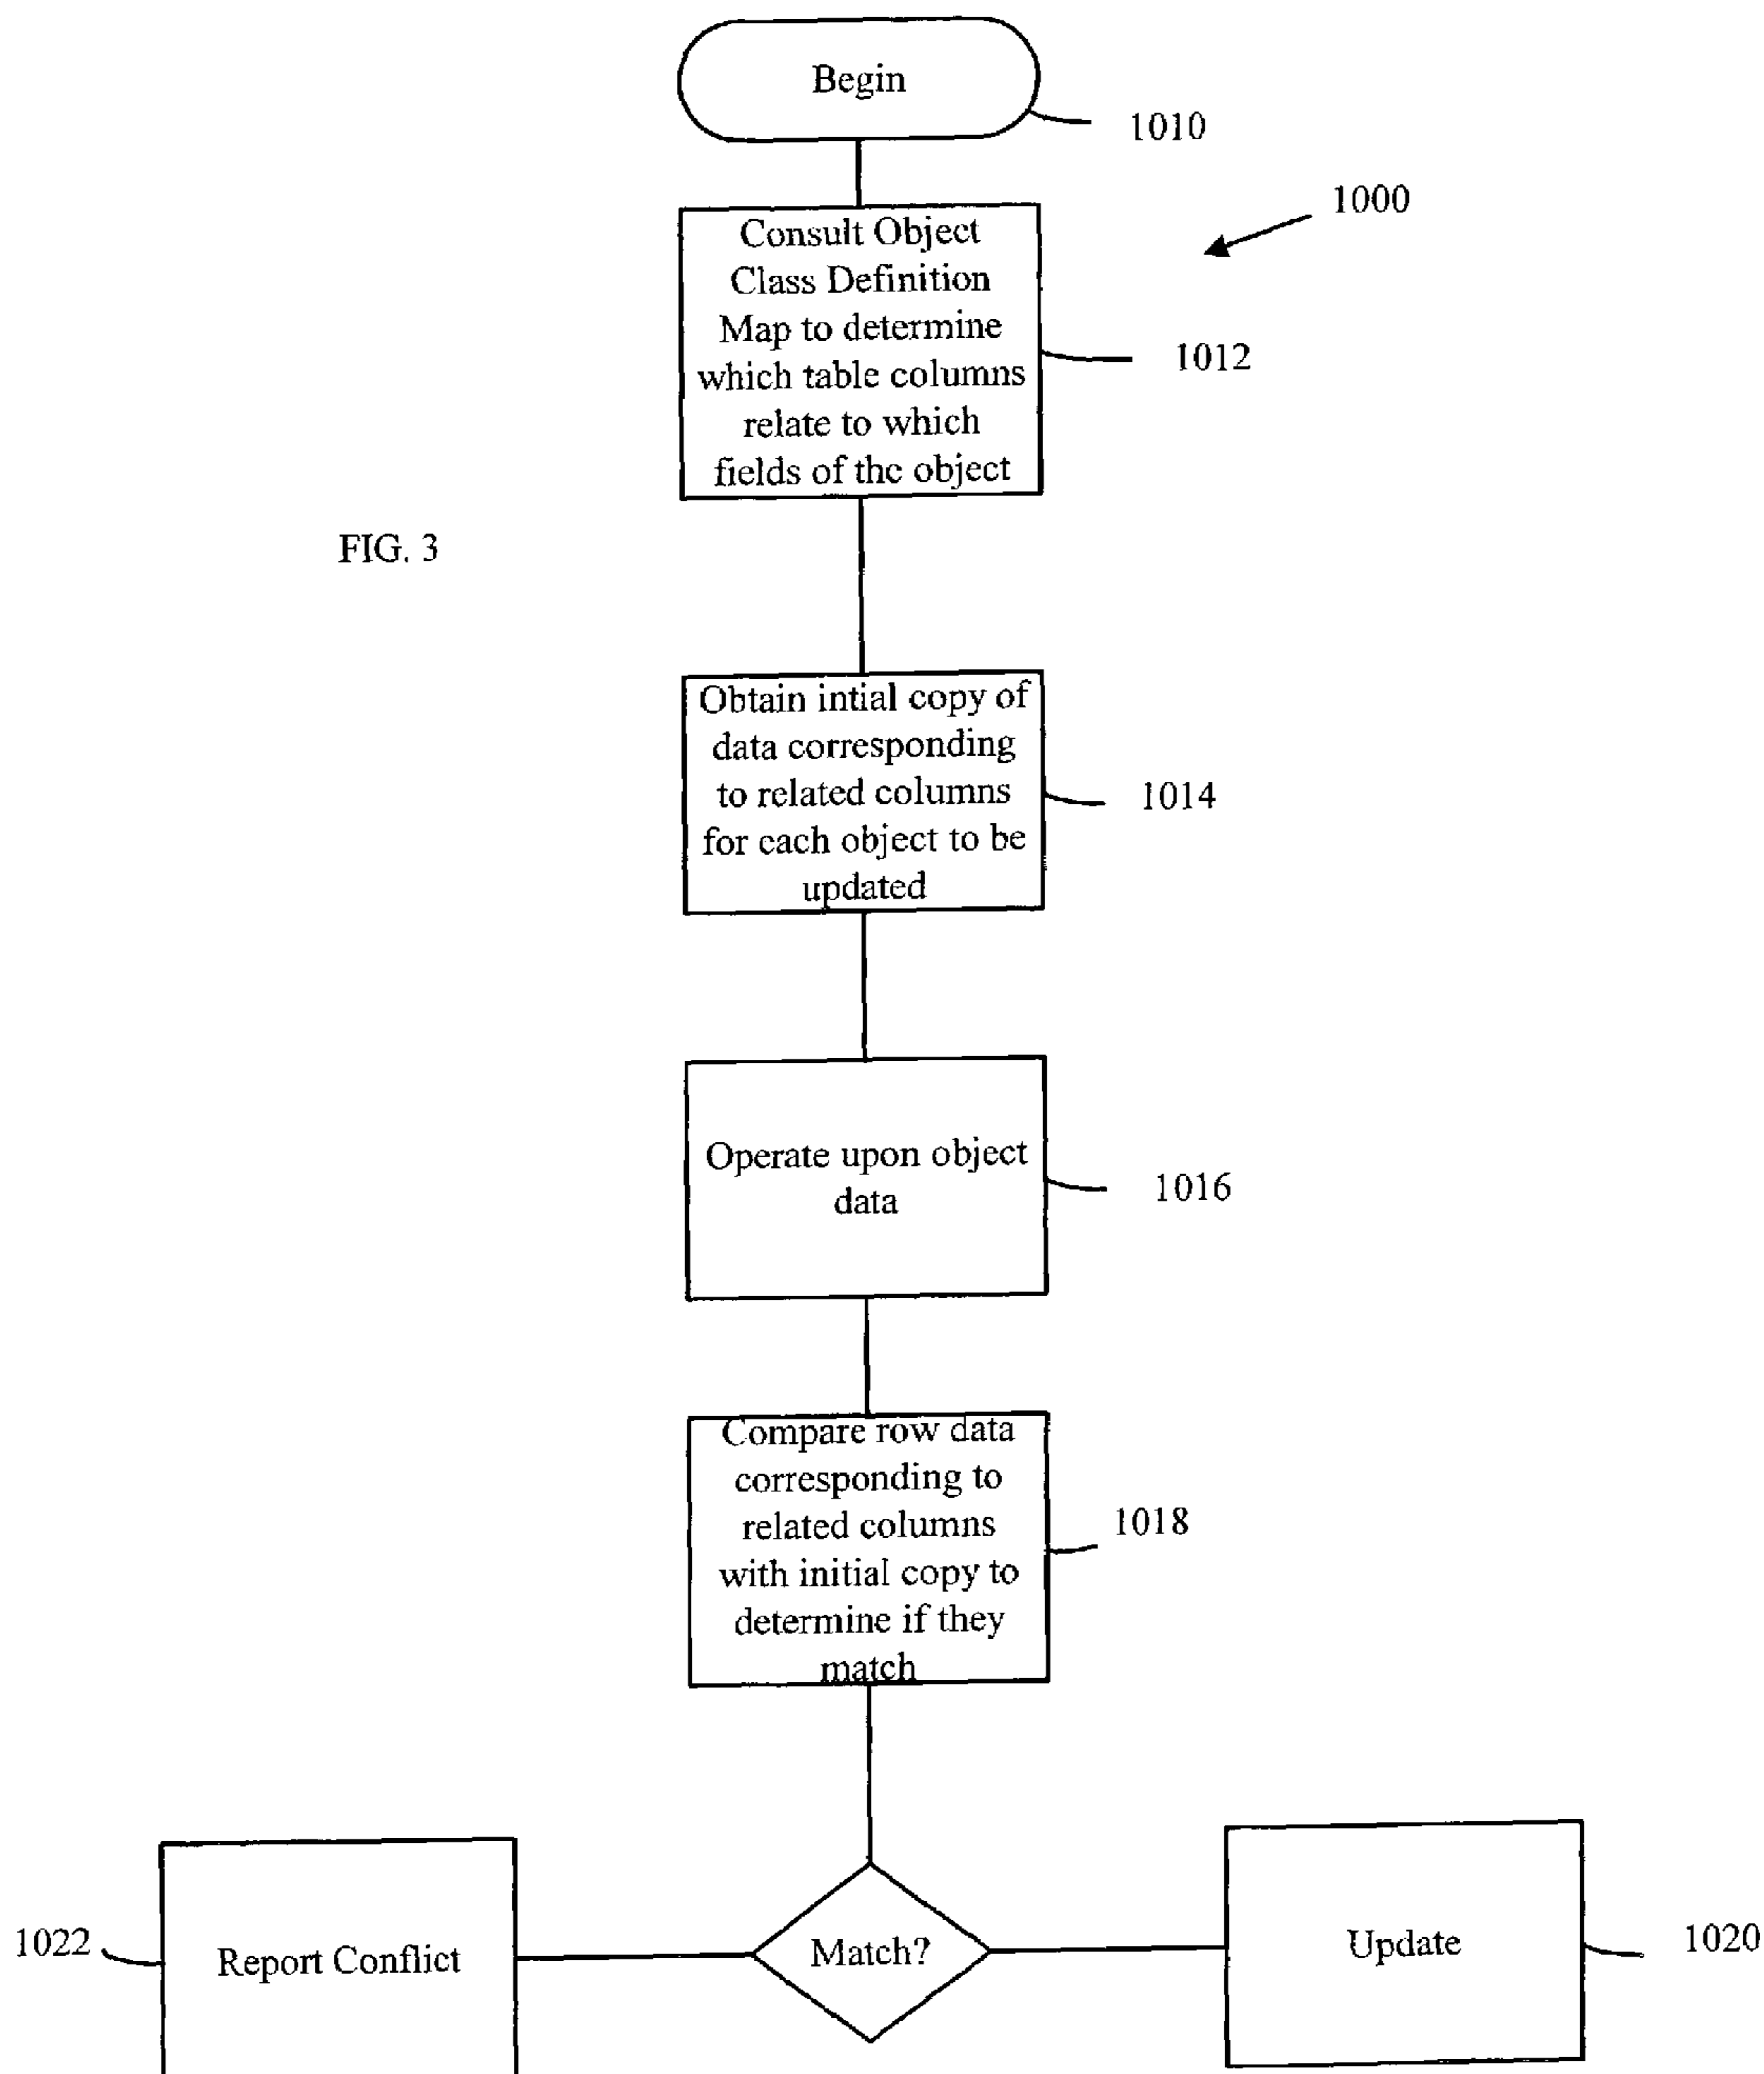 Begin
1010
1000
Consult Object
Class Definition
Map to determine
which table columns
relate to which
fields of the object
1012
FIG. 3
Obtain intial copy of
data corresponding
to related columns
for each object to be
updated
1014
Operate upon object
data
1016
Compare row data
corresponding to
related columns
with initial copy to
determine if they
match
1018
1022
Report Conflict
Match?
Update
1020